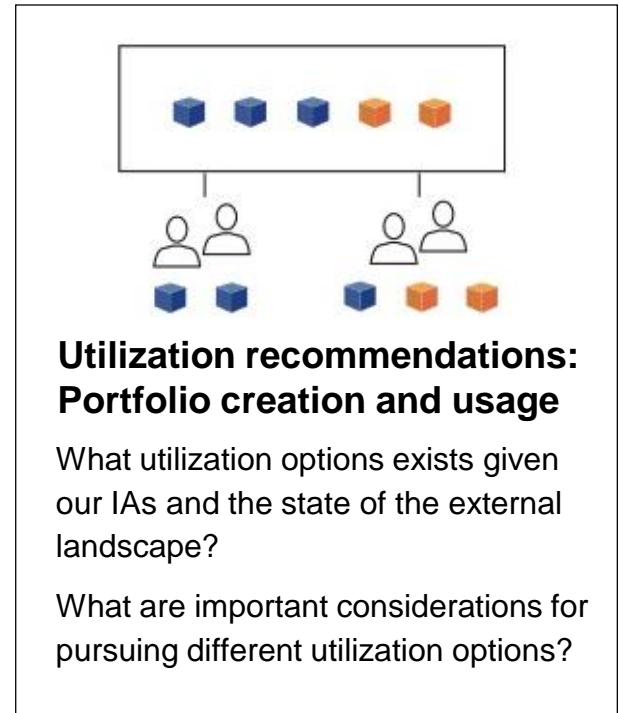 Utilization recommendations:
Portfolio creation and usage
What utilization options exists given
our IAs and the state of the external
landscape?
What are important considerations for
pursuing different utilization options?